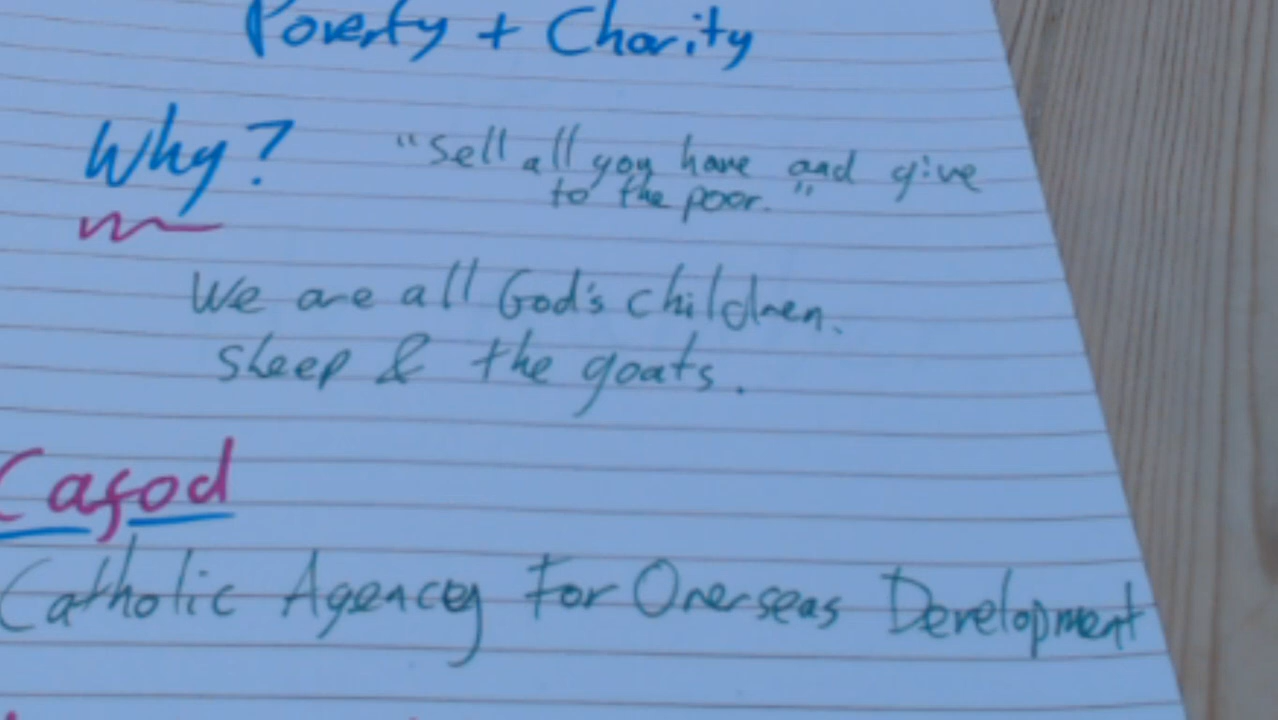 Poverty + Charity
Why?
"Sell all you have and give
to the poor."
We are all God's children.
Sheep & the goats.
Cafod
Catholic Agency For Overseas Development